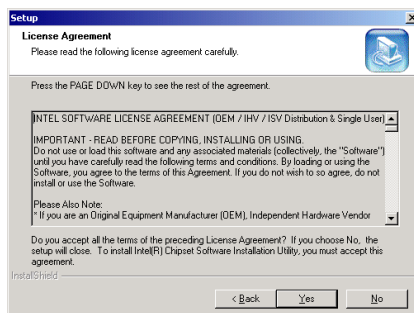 Setup
License Agreement
Please read the following license agreement carefully.
Press the PAGE DOWN key to see the rest of the agreement.
INTEL SOFTWARE LICENSE AGREEMENT (OEM / IHV / ISV Distribution & Single User)
IMPORTANT - READ BEFORE COPYING, INSTALLING OR USING.
Do not use or load this software and any associated materials (collectively, the "Software")
until you have carefully read the following terms and conditions. By loading or using the
Software, you agree to the terms of this Agreement. If you do not wish to so agree, do not
install or use the Software.
Please Also Note:
* If you are an Original Equipment Manufacturer (OEM), Independent Hardware Vendor
Do you accept all the terms of the preceding License Agreement? If you choose No, the
setup will close. To install Intel(R) Chipset Software Installation Utility, you must accept this
agreement.
InstallShield
< Back
Yes
No